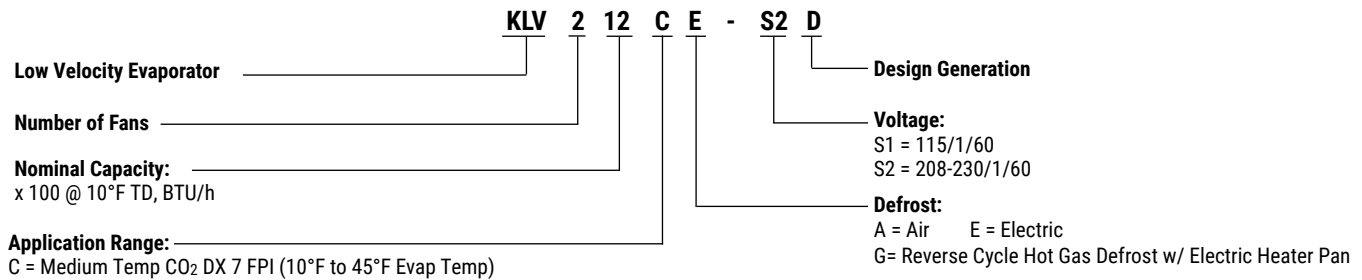 KLV 2 12 C E - S2 D
Low Velocity Evaporator
Number of Fans
Nominal Capacity:
x 100 @ 10°F TD, BTU/h
Application Range:
C = Medium Temp CO2 DX 7 FPI (10°F to 45°F Evap Temp)
Design Generation
Voltage:
S1 = 115/1/60
S2 = 208-230/1/60
Defrost:
A = Air E = Electric
G= Reverse Cycle Hot Gas Defrost w/ Electric Heater Pan